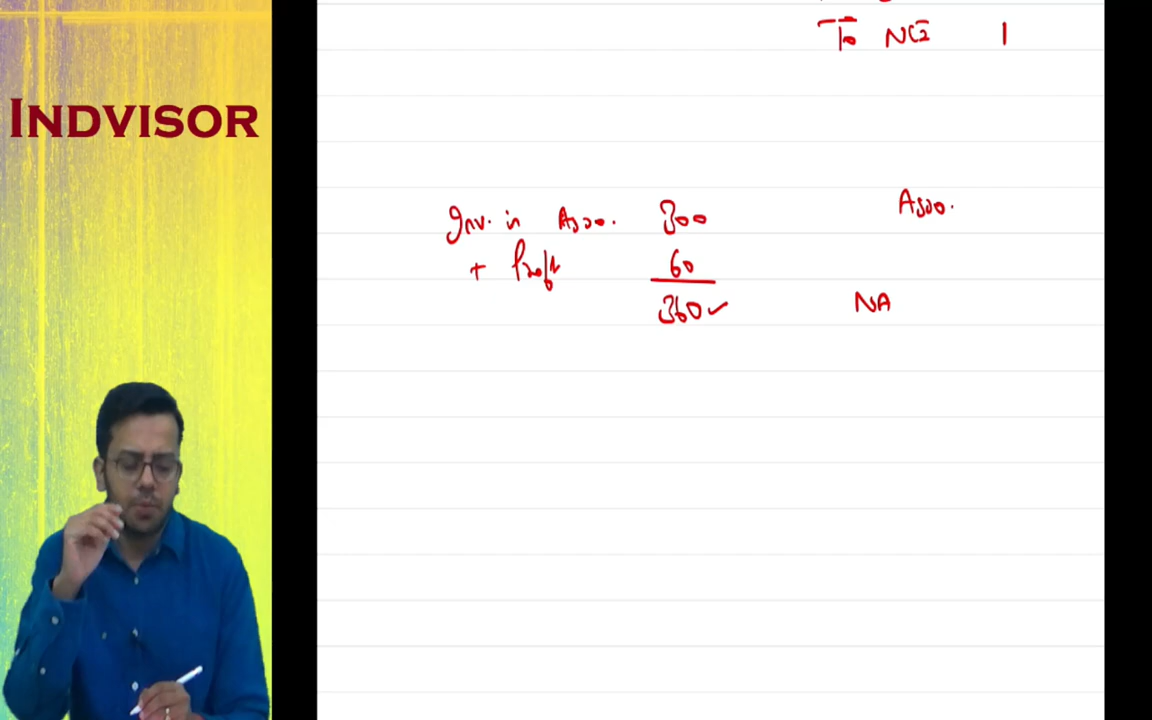 INDVISOR
To NCI 1
Inv. in Asso. 300
Asso.
+ Profit 60
360 ✓
NA